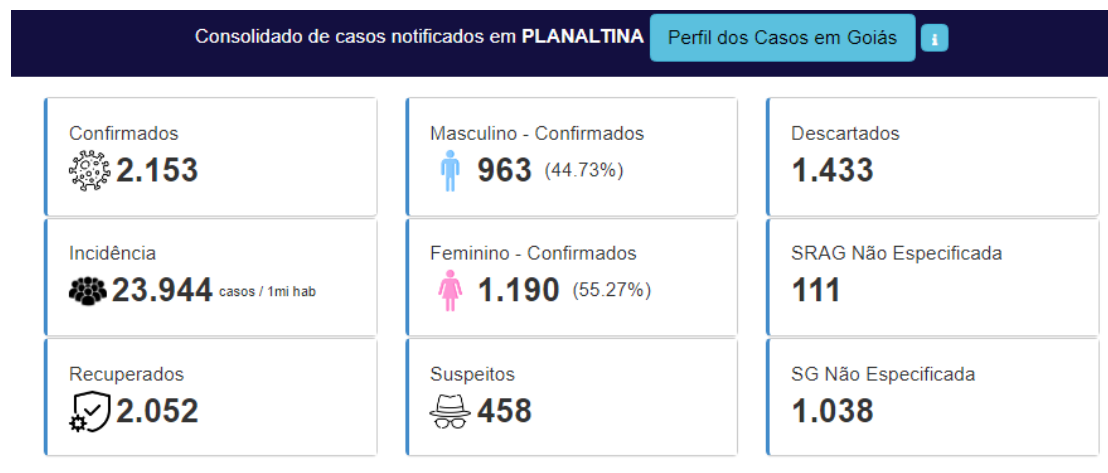 Consolidado de casos notificados em PLANALTINA Perfil dos Casos em Goiás i
Confirmados
2.153
Masculino - Confirmados
963 (44.73%)
Descartados
1.433
Incidência
23.944 casos / 1mi hab
Feminino - Confirmados
1.190 (55.27%)
SRAG Não Especificada
111
Recuperados
2.052
Suspeitos
458
SG Não Especificada
1.038